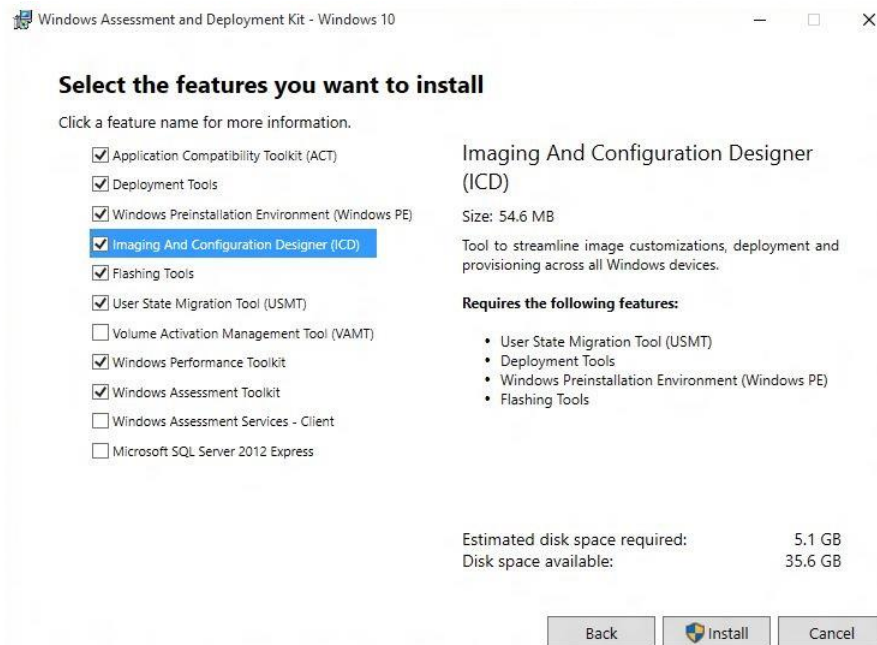 Windows Assessment and Deployment Kit - Windows 10
Select the features you want to install
Click a feature name for more information.
Application Compatibility Toolkit (ACT)
Deployment Tools
Windows Preinstallation Environment (Windows PE)
Imaging And Configuration Designer (ICD)
Flashing Tools
User State Migration Tool (USMT)
Volume Activation Management Tool (VAMT)
Windows Performance Toolkit
Windows Assessment Toolkit
Windows Assessment Services - Client
Microsoft SQL Server 2012 Express
Imaging And Configuration Designer
(ICD)
Size: 54.6 MB
Tool to streamline image customizations, deployment and
provisioning across all Windows devices.
Requires the following features:
• User State Migration Tool (USMT)
• Deployment Tools
• Windows Preinstallation Environment (Windows PE)
• Flashing Tools
Estimated disk space required: 5.1 GB
Disk space available: 35.6 GB
Back Install Cancel